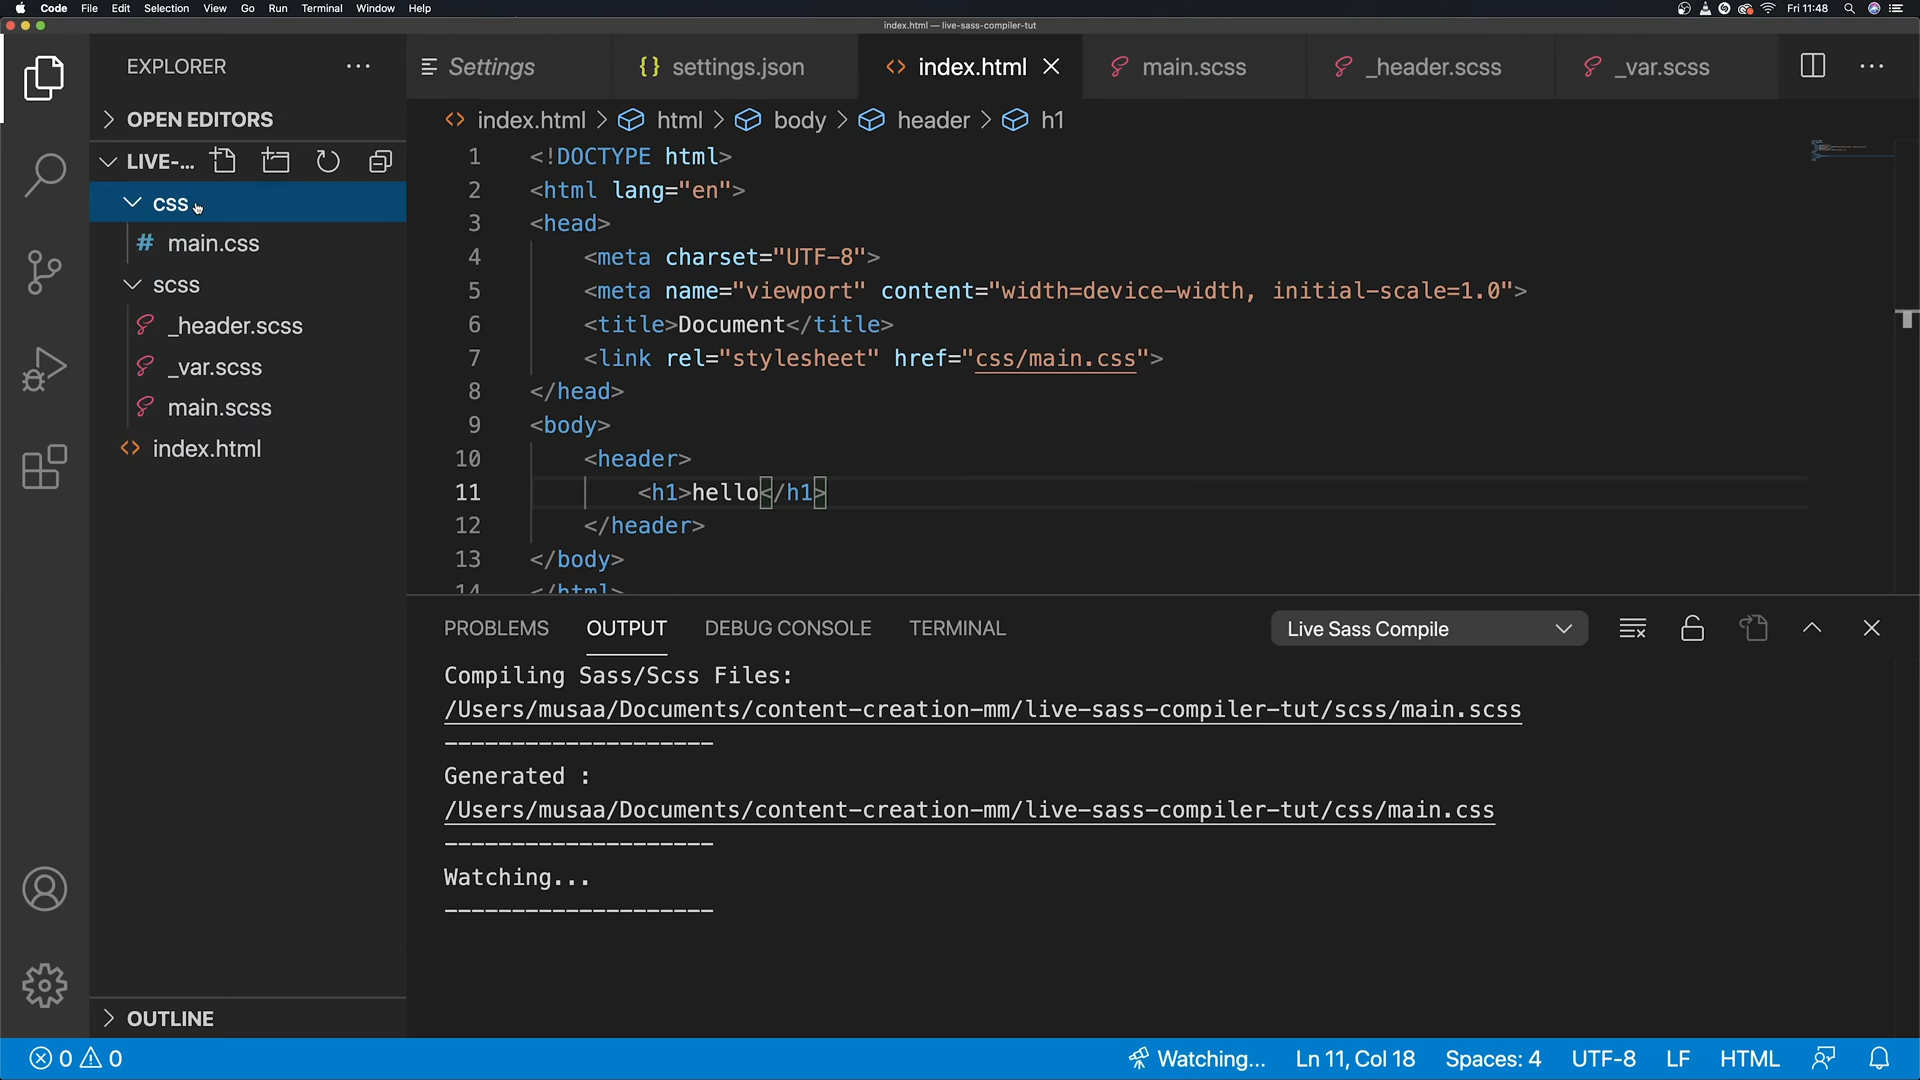 Code File Edit Selection View Go Run Terminal Window Help Fri 11:48
index.html — live-sass-compiler-tut
EXPLORER
Settings settings.json index.html main.scss _header.scss _var.scss
OPEN EDITORS
index.html > html > body > header > h1
LIVE-...
css
main.css
scss
_header.scss
_var.scss
main.scss
index.html
OUTLINE
1 <!DOCTYPE html>
2 <html lang="en">
3 <head>
4 <meta charset="UTF-8">
5 <meta name="viewport" content="width=device-width, initial-scale=1.0">
6 <title>Document</title>
7 <link rel="stylesheet" href="css/main.css">
8 </head>
9 <body>
10 <header>
11 <h1>hello</h1>
12 </header>
13 </body>
14 </html>
PROBLEMS OUTPUT DEBUG CONSOLE TERMINAL Live Sass Compile
Compiling Sass/Scss Files:
/Users/musaa/Documents/content-creation-mm/live-sass-compiler-tut/scss/main.scss
--------------------
Generated :
/Users/musaa/Documents/content-creation-mm/live-sass-compiler-tut/css/main.css
--------------------
Watching...
--------------------
0 0 Watching... Ln 11, Col 18 Spaces: 4 UTF-8 LF HTML